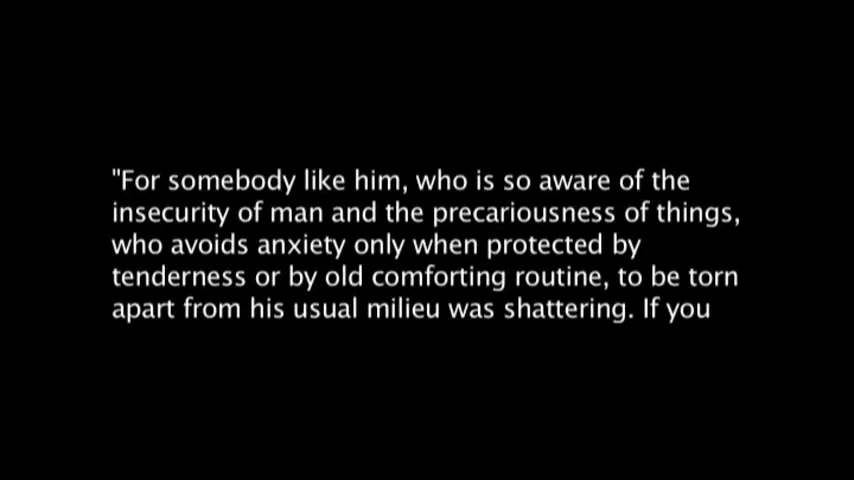 "For somebody like him, who is so aware of the
insecurity of man and the precariousness of things,
who avoids anxiety only when protected by
tenderness or by old comforting routine, to be torn
apart from his usual milieu was shattering. If you